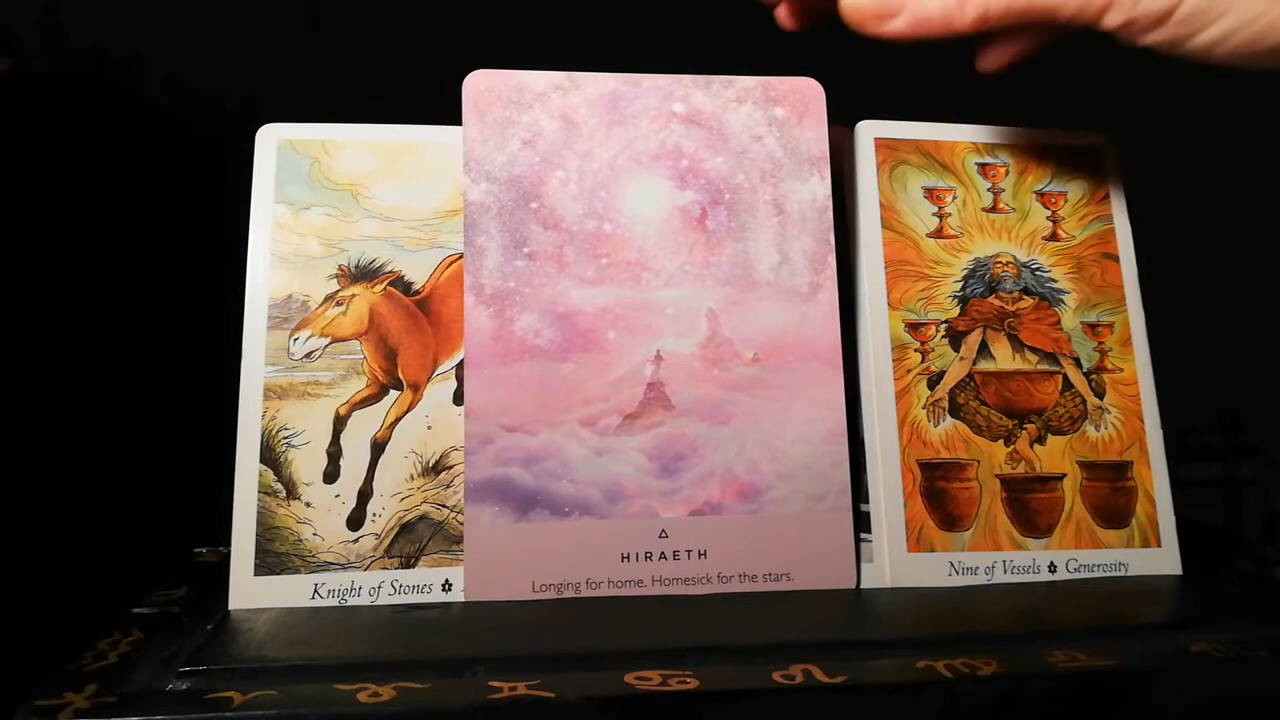 Knight of Stones
HIRAETH
Longing for home. Homesick for the stars.
Nine of Vessels Generosity